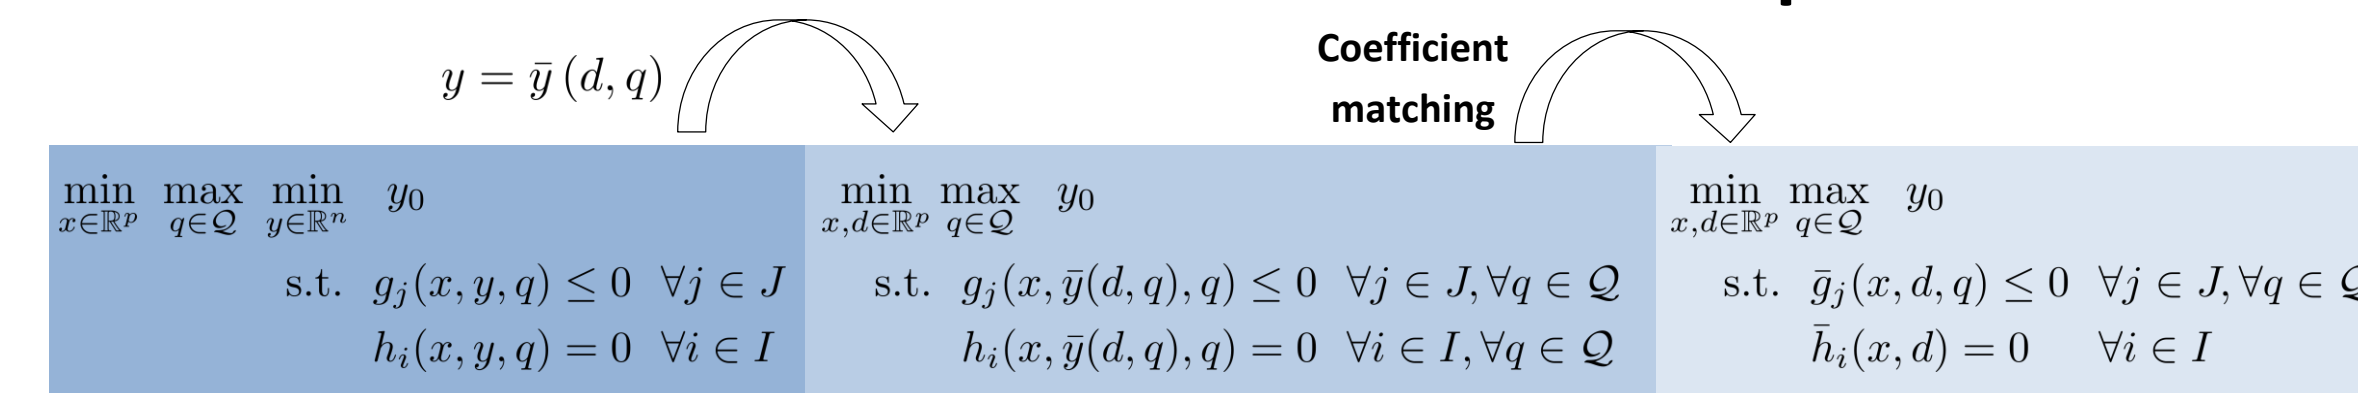 y = ȳ (d, q)
Coefficient
matching
min max min y₀
x∈ℝᵖ q∈𝒬 y∈ℝⁿ
s.t. gⱼ(x, y, q) ≤ 0 ∀j ∈ J
hᵢ(x, y, q) = 0 ∀i ∈ I
min max y₀
x,d∈ℝᵖ q∈𝒬
s.t. gⱼ(x, ȳ(d, q), q) ≤ 0 ∀j ∈ J, ∀q ∈ 𝒬
hᵢ(x, ȳ(d, q), q) = 0 ∀i ∈ I, ∀q ∈ 𝒬
min max y₀
x,d∈ℝᵖ q∈𝒬
s.t. ḡⱼ(x, d, q) ≤ 0 ∀j ∈ J, ∀q ∈ 𝒬
h̄ᵢ(x, d) = 0 ∀i ∈ I